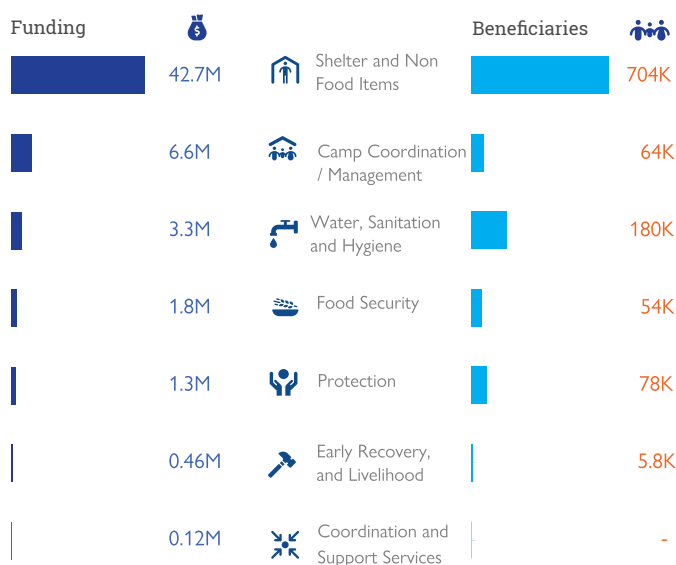 Funding
$
Beneficiaries
42.7M
Shelter and Non
Food Items
704K
6.6M
Camp Coordination
/ Management
64K
3.3M
Water, Sanitation
and Hygiene
180K
1.8M
Food Security
54K
1.3M
Protection
78K
0.46M
Early Recovery,
and Livelihood
5.8K
0.12M
Coordination and
Support Services
-